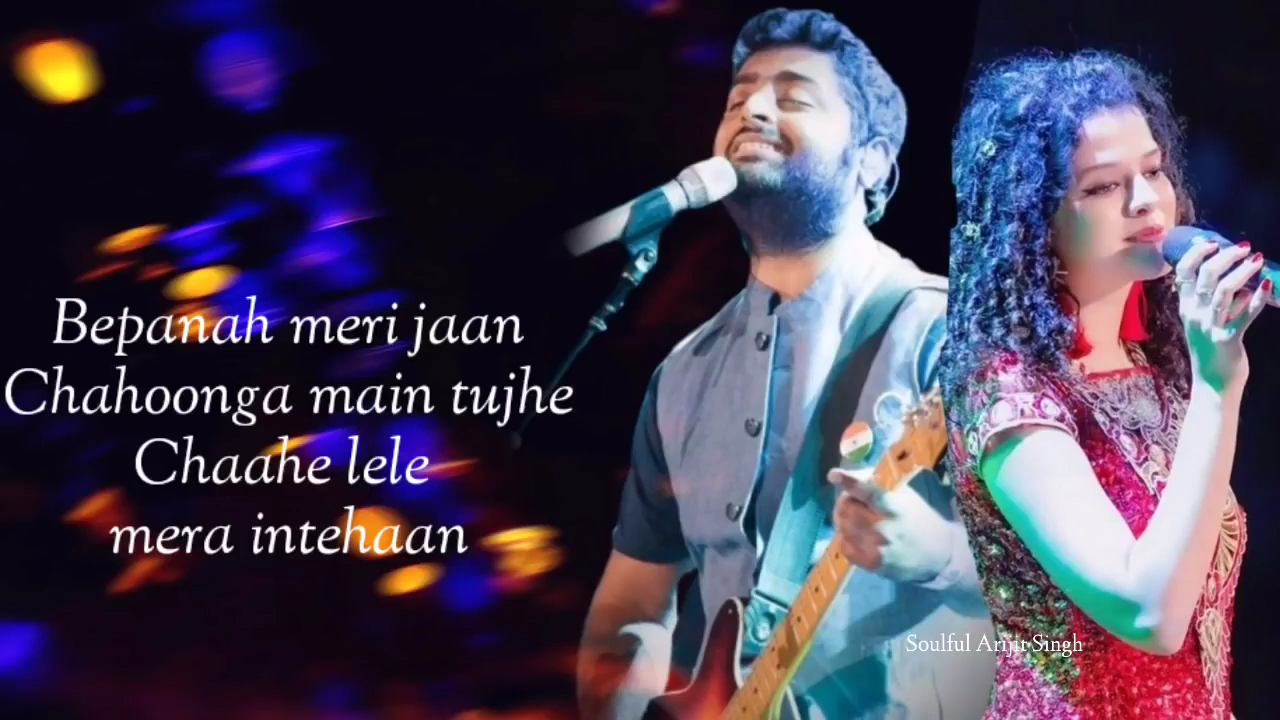 Bepanah meri jaan
Chahoonga main tujhe
Chaahe lele
mera intehaan
Soulful Arijit Singh